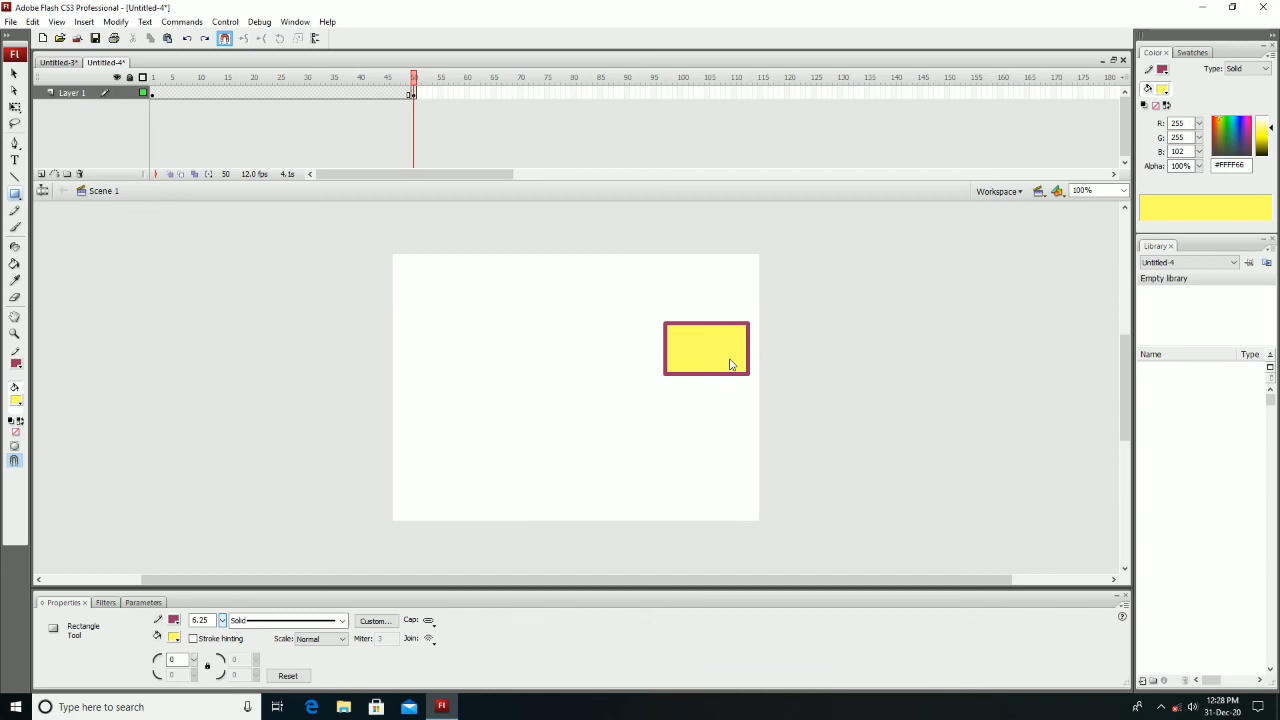 Adobe Flash CS3 Professional - [Untitled-4*]
File Edit View Insert Modify Text Commands Control Debug Window Help
Fl
Untitled-3* Untitled-4*
1 5 10 15 20 25 30 35 40 45 50 55 60 65 70 75 80 85 90 95 100 105 110 115 120 125 130 135 140 145 150 155 160 165 170 175 180
Layer 1
50 12.0 fps 4.1s
Scene 1
Workspace
100%
Color Swatches
Type: Solid
R: 255
G: 255
B: 102
Alpha: 100%
#FFFF66
Library
Untitled-4
Empty library
Name Type
Properties Filters Parameters
Rectangle
Tool
6.25 Solid Custom... Cap:
Stroke hinting Scale: Normal Miter: 3 Join:
0 0
0 0 Reset
Type here to search
Fl
12:28 PM
31-Dec-20